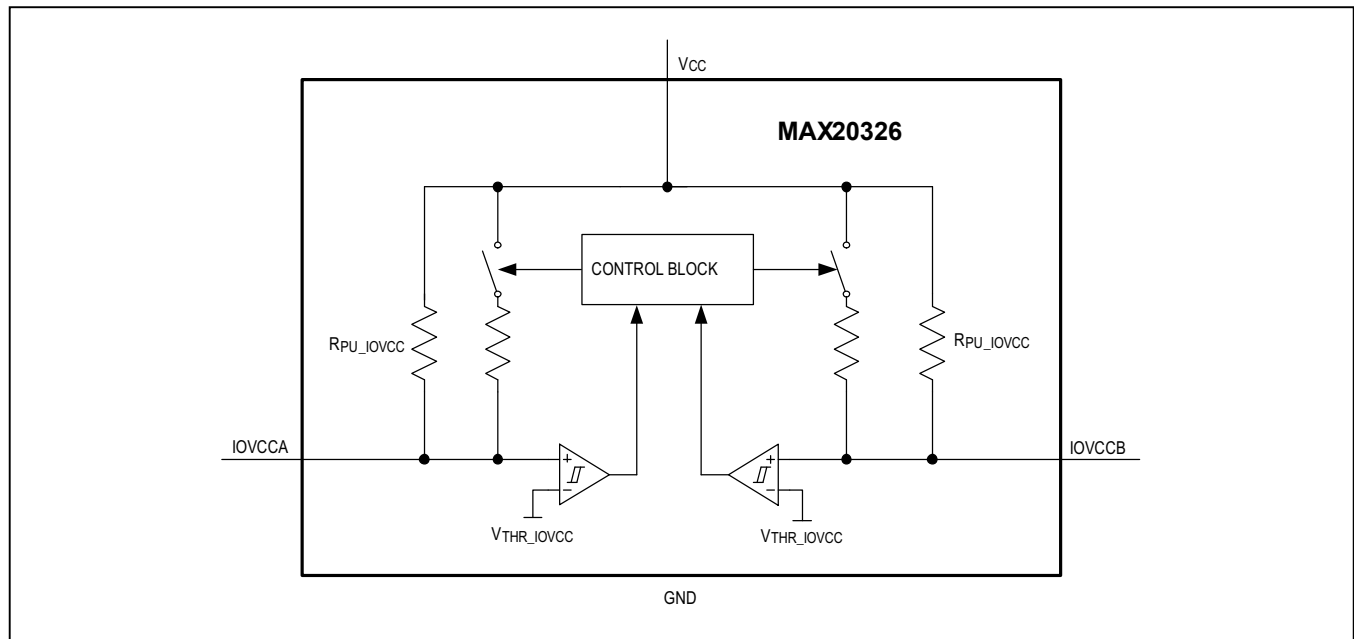 VCC
MAX20326
CONTROL BLOCK
RPU_IOVCC
RPU_IOVCC
IOVCCA
IOVCCB
+
-
+
-
VTHR_IOVCC
VTHR_IOVCC
GND